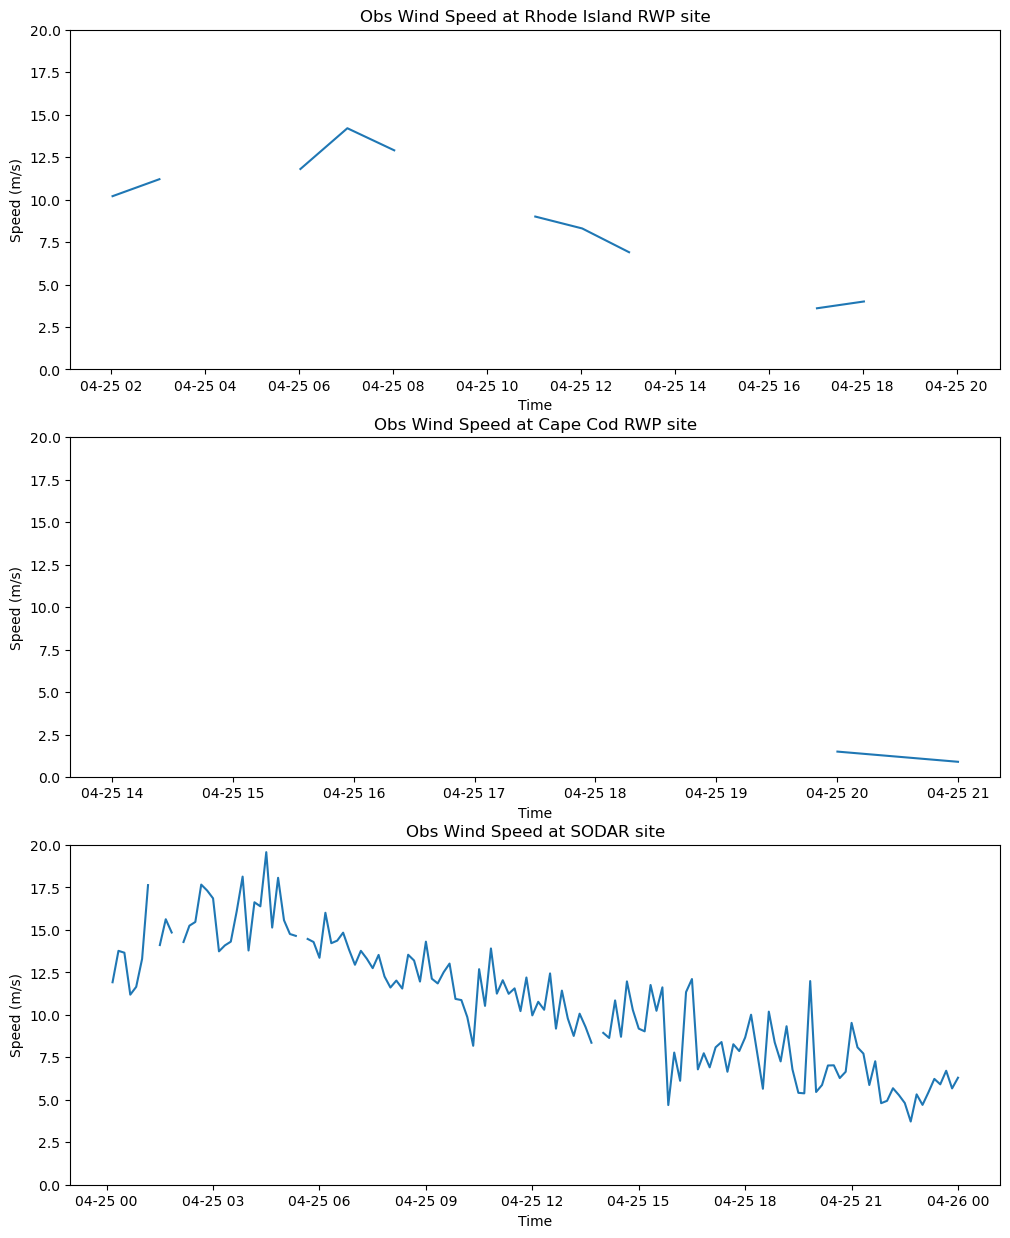 Obs Wind Speed at Rhode Island RWP site
20.0
17.5
15.0
12.5
10.0
7.5
5.0
2.5
0.0
Speed (m/s)
04-25 02 04-25 04 04-25 06 04-25 08 04-25 10 04-25 12 04-25 14 04-25 16 04-25 18 04-25 20
Time
Obs Wind Speed at Cape Cod RWP site
20.0
17.5
15.0
12.5
10.0
7.5
5.0
2.5
0.0
Speed (m/s)
04-25 14 04-25 15 04-25 16 04-25 17 04-25 18 04-25 19 04-25 20 04-25 21
Time
Obs Wind Speed at SODAR site
20.0
17.5
15.0
12.5
10.0
7.5
5.0
2.5
0.0
Speed (m/s)
04-25 00 04-25 03 04-25 06 04-25 09 04-25 12 04-25 15 04-25 18 04-25 21 04-26 00
Time